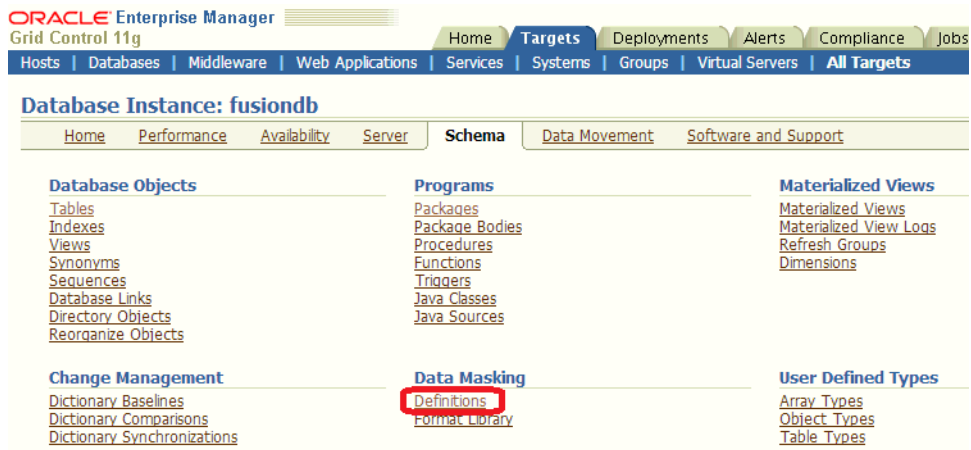 ORACLE Enterprise Manager
Grid Control 11g
Home Targets Deployments Alerts Compliance Jobs
Hosts | Databases | Middleware | Web Applications | Services | Systems | Groups | Virtual Servers | All Targets
Database Instance: fusiondb
Home Performance Availability Server Schema Data Movement Software and Support
Database Objects
Tables
Indexes
Views
Synonyms
Sequences
Database Links
Directory Objects
Reorganize Objects
Programs
Packages
Package Bodies
Procedures
Functions
Triggers
Java Classes
Java Sources
Materialized Views
Materialized Views
Materialized View Logs
Refresh Groups
Dimensions
Change Management
Dictionary Baselines
Dictionary Comparisons
Dictionary Synchronizations
Data Masking
Definitions
Format Library
User Defined Types
Array Types
Object Types
Table Types